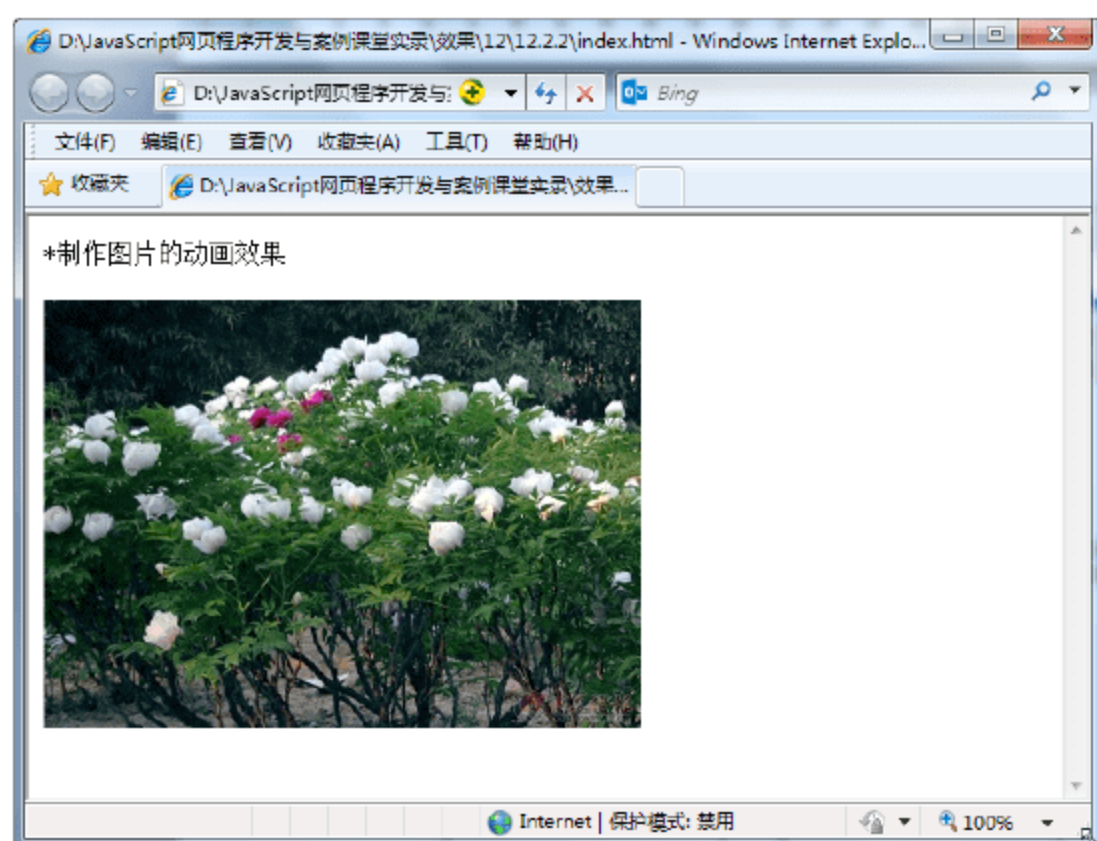 D:\JavaScript网页程序开发与案例课堂实录\效果\12\12.2.2\index.html - Windows Internet Explo...
D:\JavaScript网页程序开发与 Bing
文件(F) 编辑(E) 查看(V) 收藏夹(A) 工具(T) 帮助(H)
收藏夹 D:\JavaScript网页程序开发与案例课堂实录\效果...
*制作图片的动画效果
Internet | 保护模式: 禁用 100%